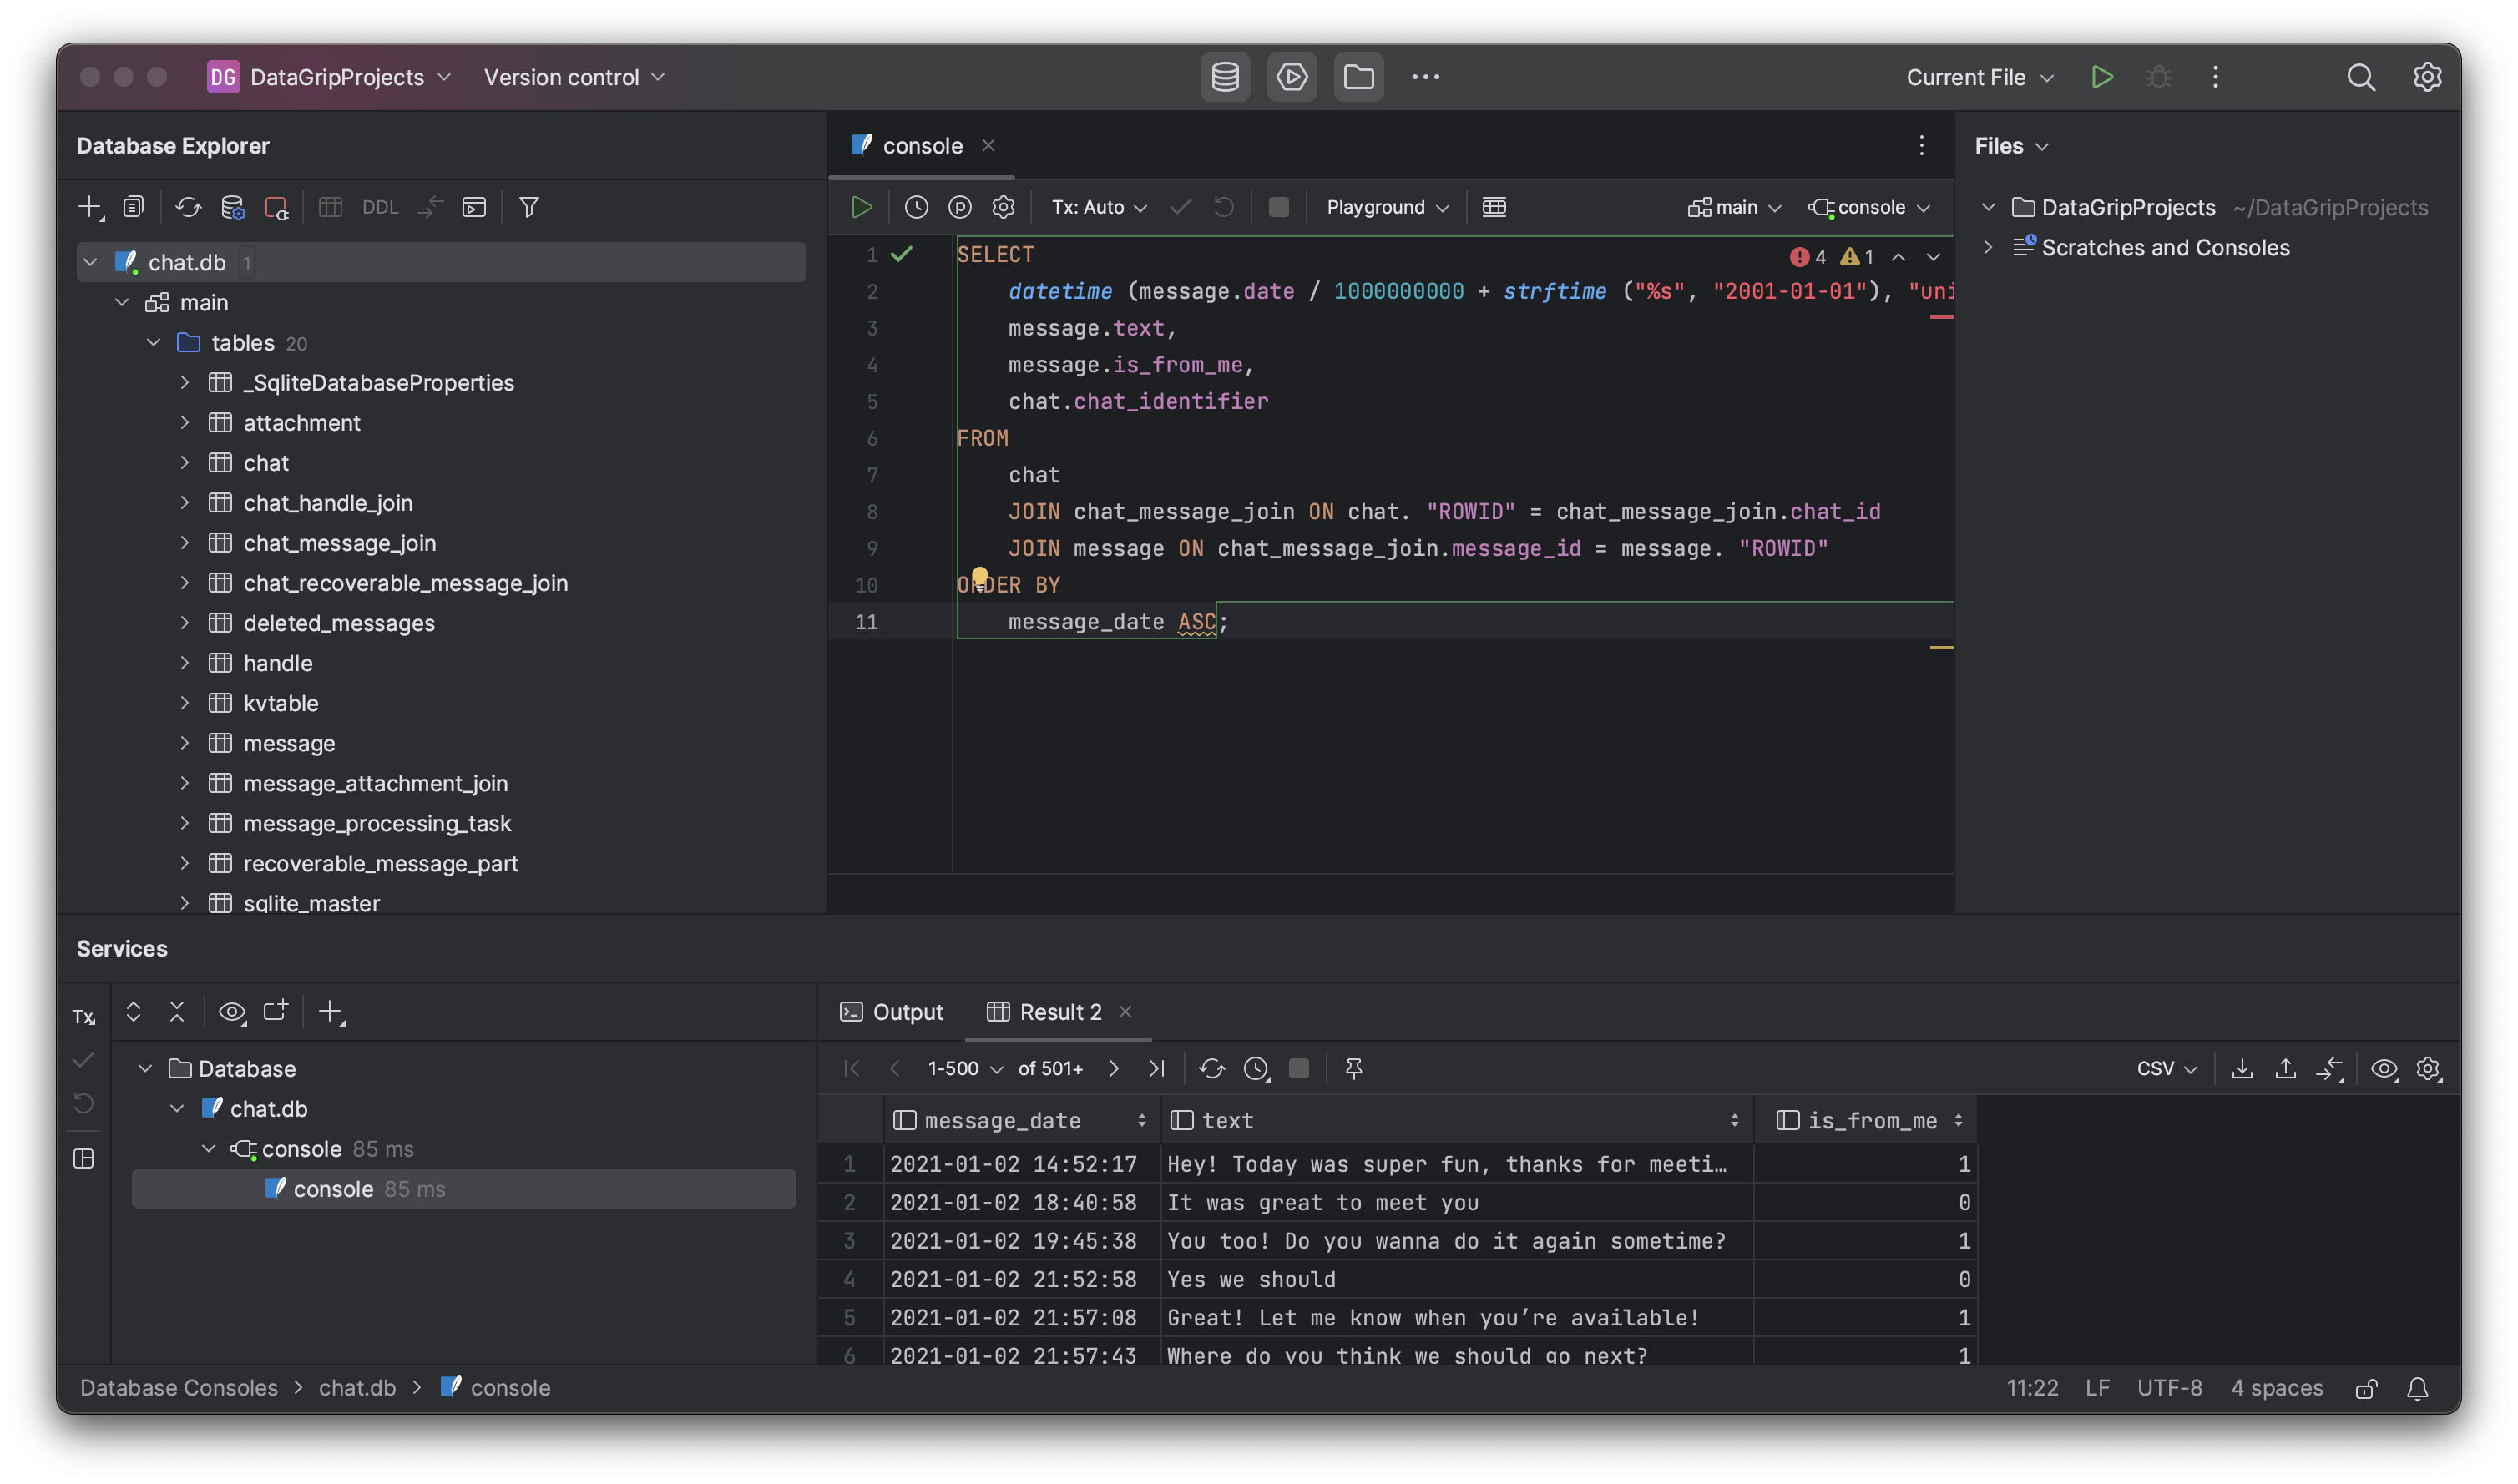 DG DataGripProjects Version control Current File
Database Explorer
DDL
chat.db 1
main
tables 20
_SqliteDatabaseProperties
attachment
chat
chat_handle_join
chat_message_join
chat_recoverable_message_join
deleted_messages
handle
kvtable
message
message_attachment_join
message_processing_task
recoverable_message_part
sqlite_master
console
Tx: Auto Playground main console
4 1
1 SELECT
2 datetime (message.date / 1000000000 + strftime ("%s", "2001-01-01"), "uni
3 message.text,
4 message.is_from_me,
5 chat.chat_identifier
6 FROM
7 chat
8 JOIN chat_message_join ON chat. "ROWID" = chat_message_join.chat_id
9 JOIN message ON chat_message_join.message_id = message. "ROWID"
10 ORDER BY
11 message_date ASC;
Files
DataGripProjects ~/DataGripProjects
Scratches and Consoles
Services
Tx
Database
chat.db
console 85 ms
console 85 ms
Output Result 2
1-500 of 501+ CSV
message_date text is_from_me
1 2021-01-02 14:52:17 Hey! Today was super fun, thanks for meeti… 1
2 2021-01-02 18:40:58 It was great to meet you 0
3 2021-01-02 19:45:38 You too! Do you wanna do it again sometime? 1
4 2021-01-02 21:52:58 Yes we should 0
5 2021-01-02 21:57:08 Great! Let me know when you’re available! 1
6 2021-01-02 21:57:43 Where do you think we should go next? 1
Database Consoles > chat.db > console 11:22 LF UTF-8 4 spaces